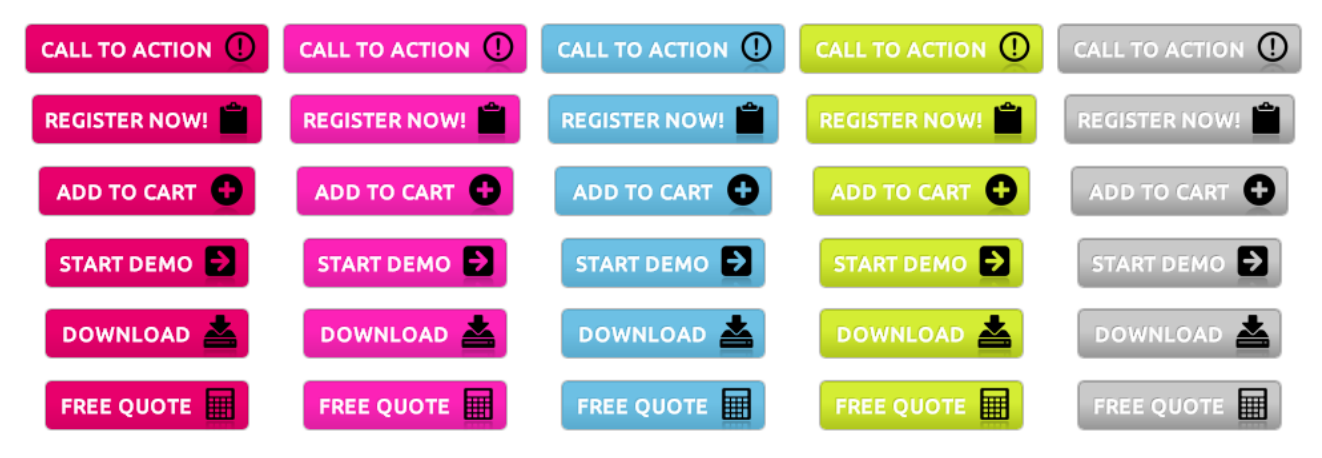 CALL TO ACTION CALL TO ACTION CALL TO ACTION CALL TO ACTION CALL TO ACTION
REGISTER NOW! REGISTER NOW! REGISTER NOW! REGISTER NOW! REGISTER NOW!
ADD TO CART ADD TO CART ADD TO CART ADD TO CART ADD TO CART
START DEMO START DEMO START DEMO START DEMO START DEMO
DOWNLOAD DOWNLOAD DOWNLOAD DOWNLOAD DOWNLOAD
FREE QUOTE FREE QUOTE FREE QUOTE FREE QUOTE FREE QUOTE